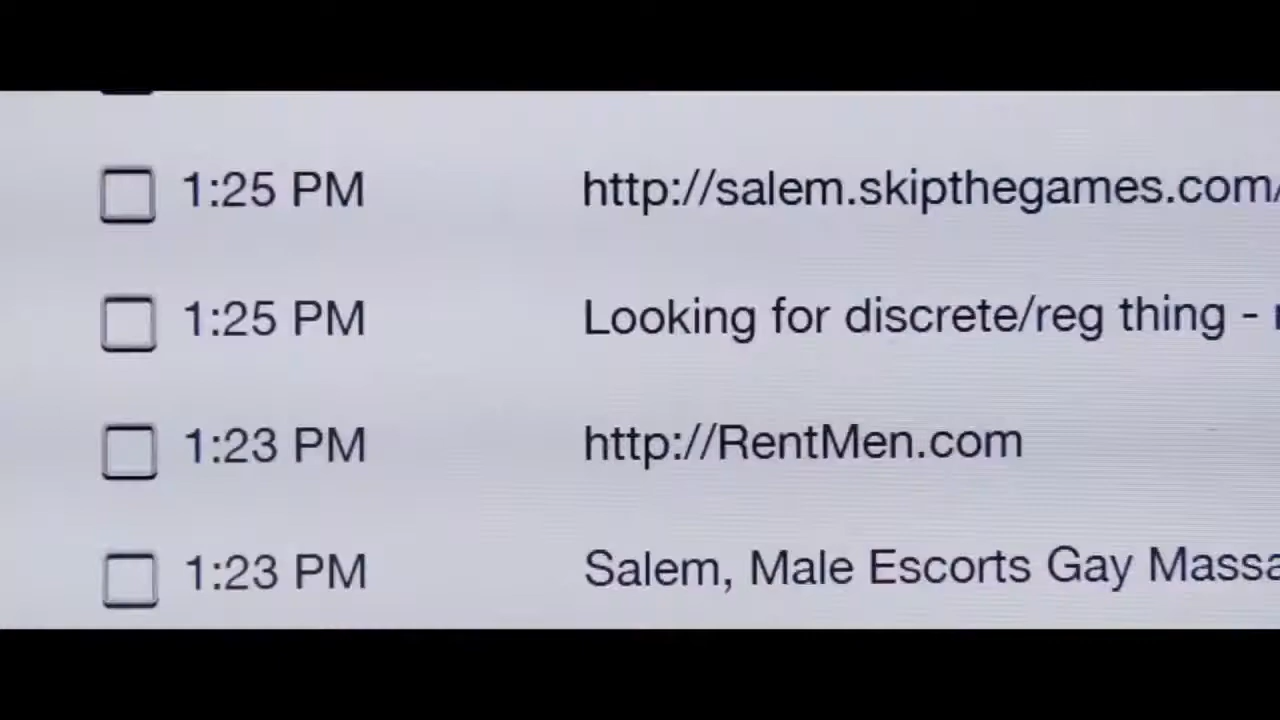 1:25 PM http://salem.skipthegames.com/
1:25 PM Looking for discrete/reg thing -
1:23 PM http://RentMen.com
1:23 PM Salem, Male Escorts Gay Massa